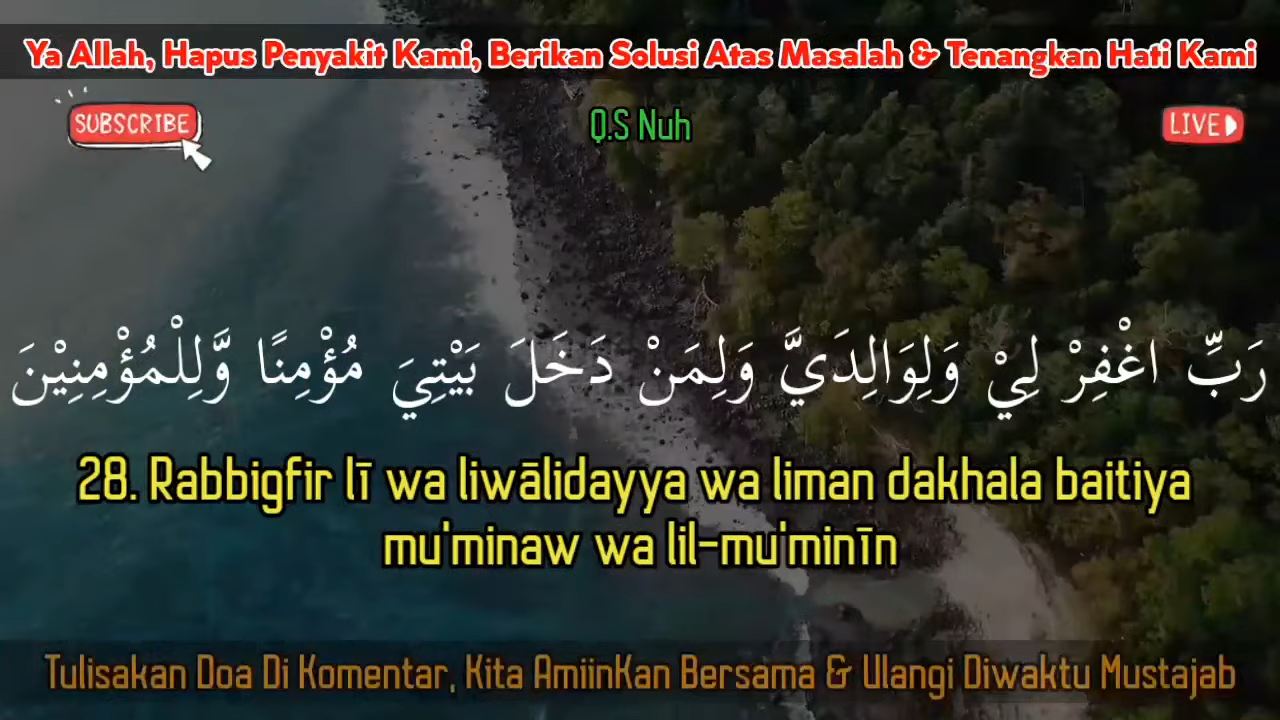 Ya Allah, Hapus Penyakit Kami, Berikan Solusi Atas Masalah & Tenangkan Hati Kami
SUBSCRIBE
Q.S Nuh
LIVE
رَبِّ اغْفِرْ لِيْ وَلِوَالِدَيَّ وَلِمَنْ دَخَلَ بَيْتِيَ مُؤْمِنًا وَّلِلْمُؤْمِنِيْنَ
28. Rabbigfir lī wa liwālidayya wa liman dakhala baitiya
mu'minaw wa lil-mu'minīn
Tulisakan Doa Di Komentar, Kita AmiinKan Bersama & Ulangi Diwaktu Mustajab